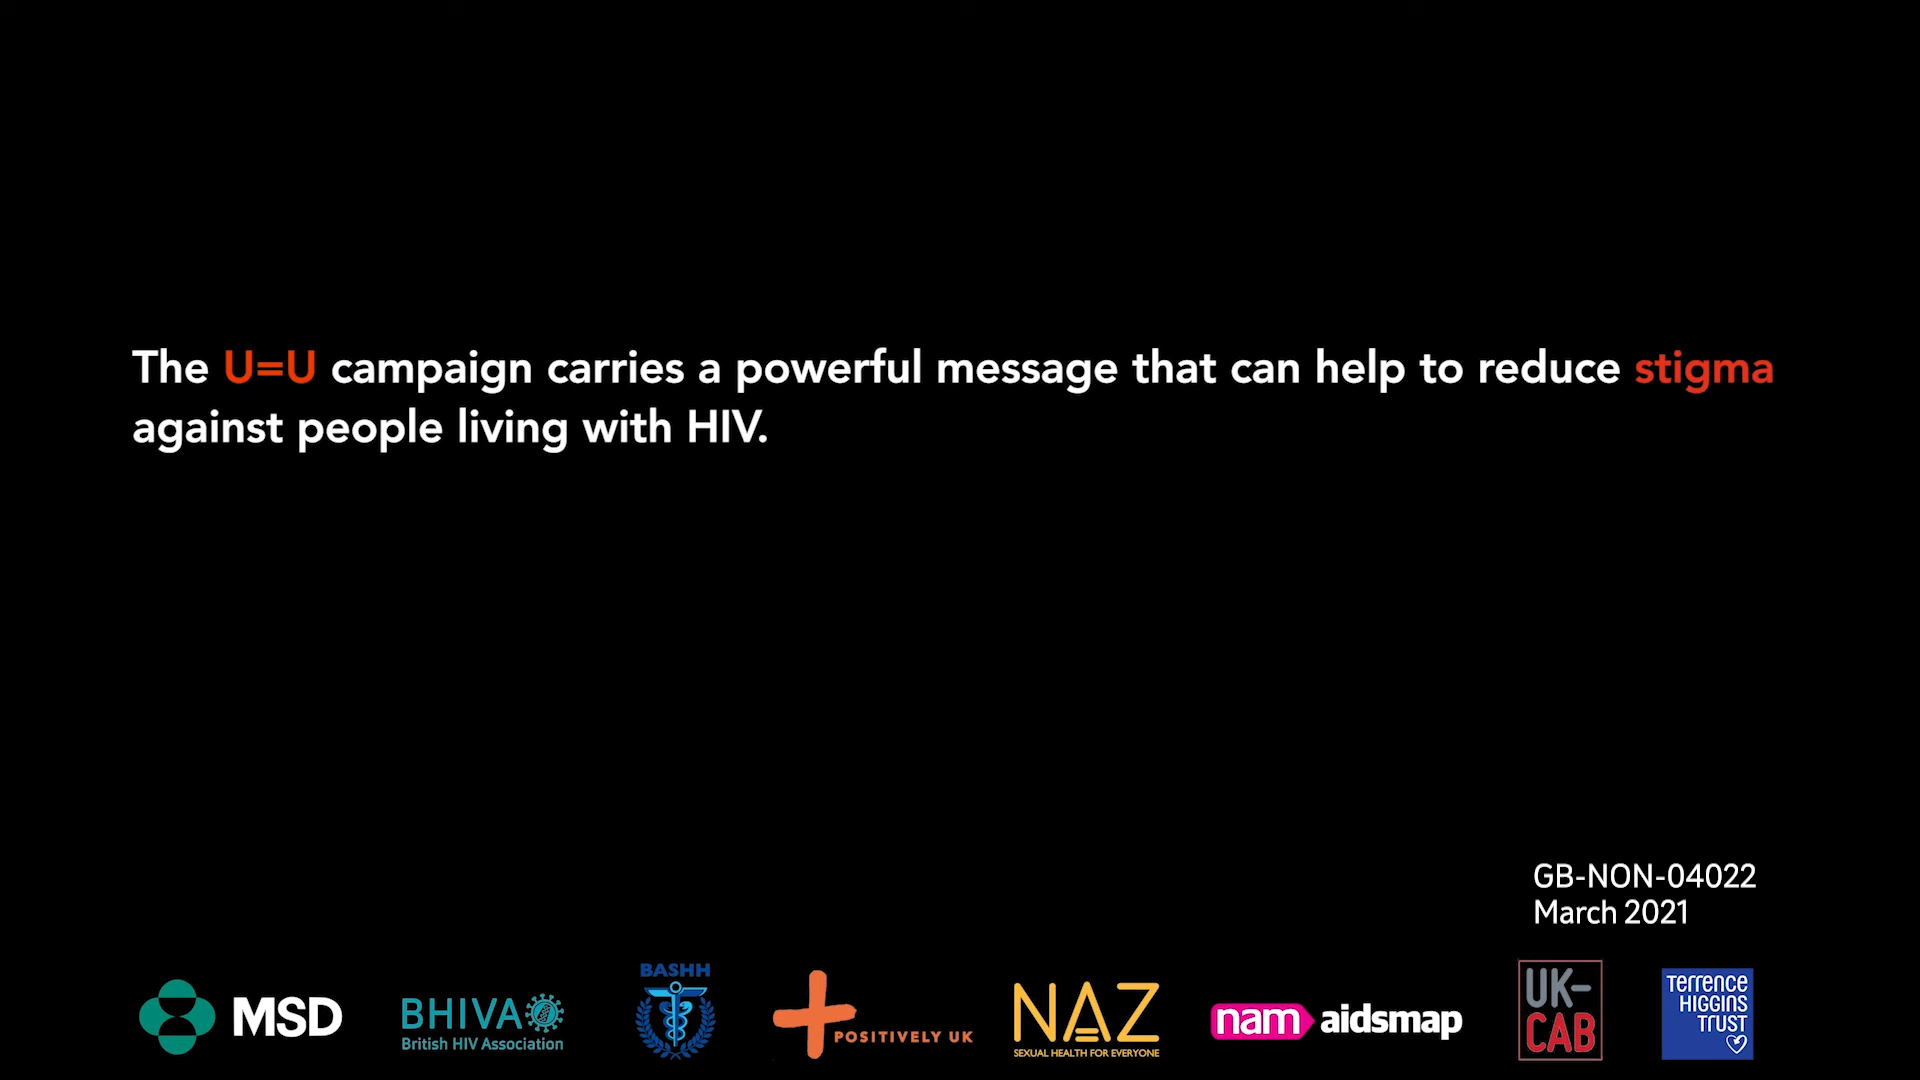 The U=U campaign carries a powerful message that can help to reduce stigma
against people living with HIV.
GB-NON-04022
March 2021
MSD
BHIVA
British HIV Association
BASHH
POSITIVELY UK
NAZ
SEXUAL HEALTH FOR EVERYONE
nam aidsmap
UK-
CAB
Terrence
HIGGINS
TRUST